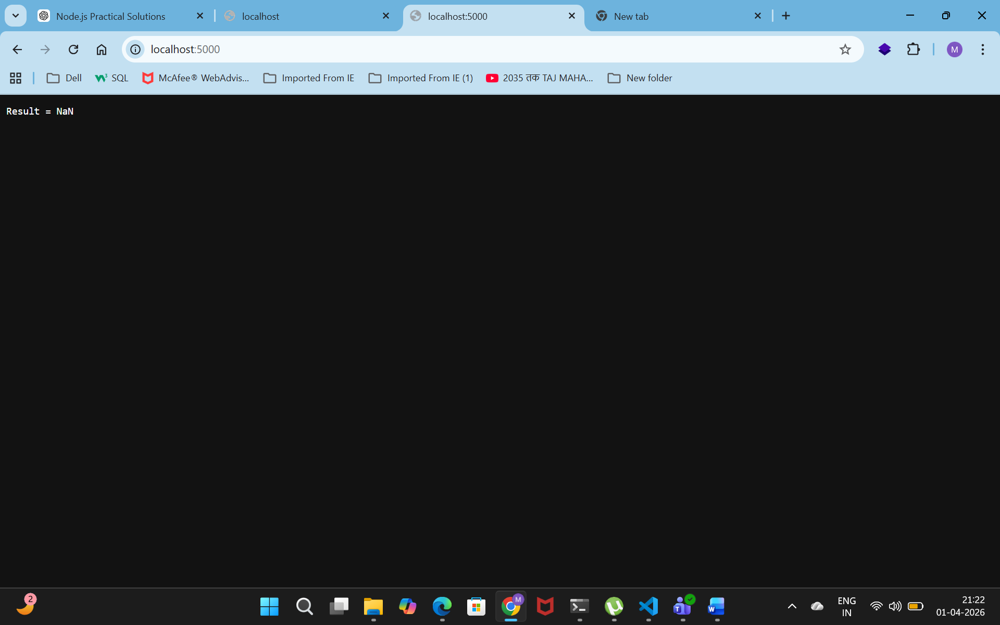 Node.js Practical Solutions
localhost
localhost:5000
New tab
localhost:5000
M
Dell
SQL
McAfee® WebAdvis...
Imported From IE
Imported From IE (1)
2035 तक TAJ MAHA...
New folder
Result = NaN
2
M
ENG
IN
21:22
01-04-2026